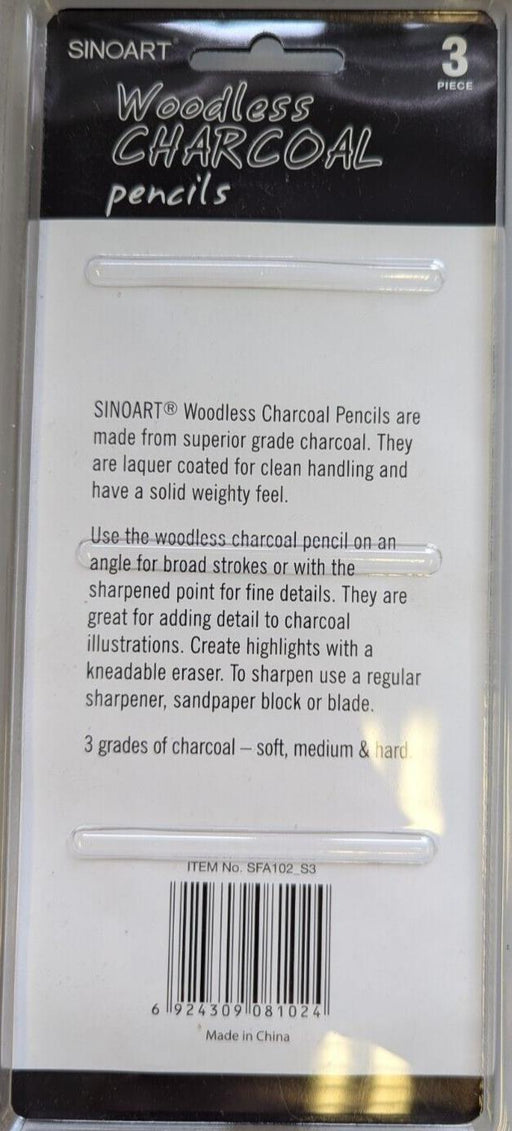 SINOART®
3
PIECE
Woodless
CHARCOAL
pencils
SINOART® Woodless Charcoal Pencils are
made from superior grade charcoal. They
are laquer coated for clean handling and
have a solid weighty feel.
Use the woodless charcoal pencil on an
angle for broad strokes or with the
sharpened point for fine details. They are
great for adding detail to charcoal
illustrations. Create highlights with a
kneadable eraser. To sharpen use a regular
sharpener, sandpaper block or blade.
3 grades of charcoal – soft, medium & hard.
ITEM No. SFA102_S3
6 924309 081024
Made in China